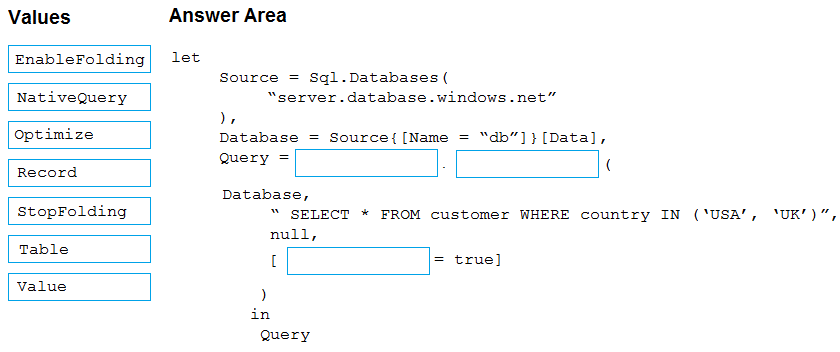 Values
EnableFolding
NativeQuery
Optimize
Record
StopFolding
Table
Value
Answer Area
let
Source = Sql.Databases(
“server.database.windows.net”
),
Database = Source{[Name = “db”]}[Data],
Query = . (
Database,
“ SELECT * FROM customer WHERE country IN (‘USA’, ‘UK’)”,
null,
[ = true]
)
in
Query